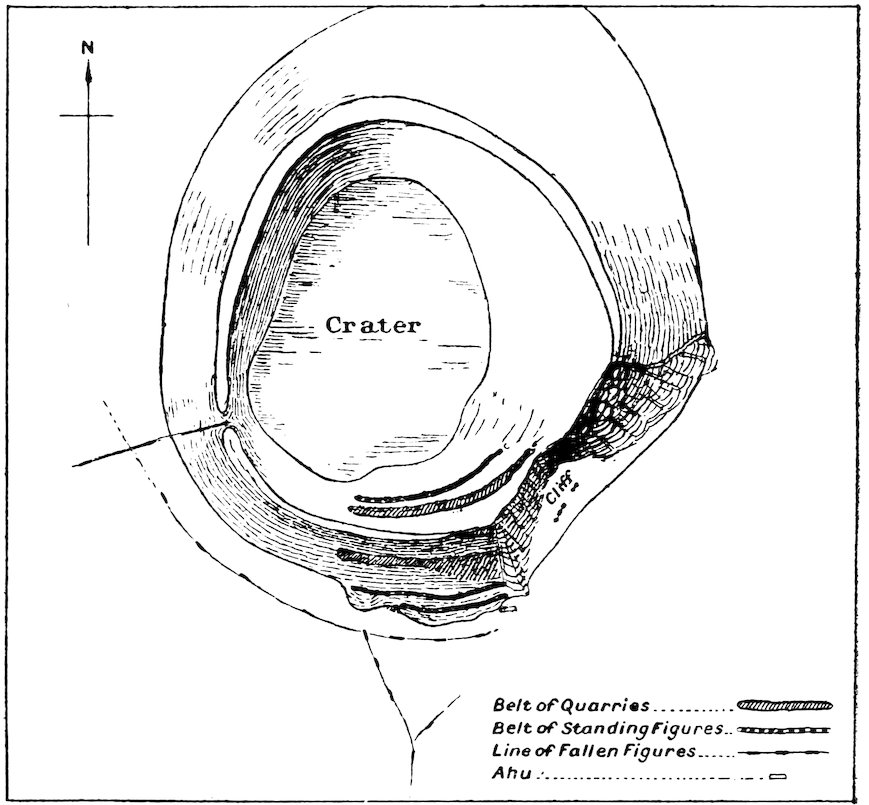 N
Crater
Cliff
Belt of Quarries
Belt of Standing Figures
Line of Fallen Figures
Ahu